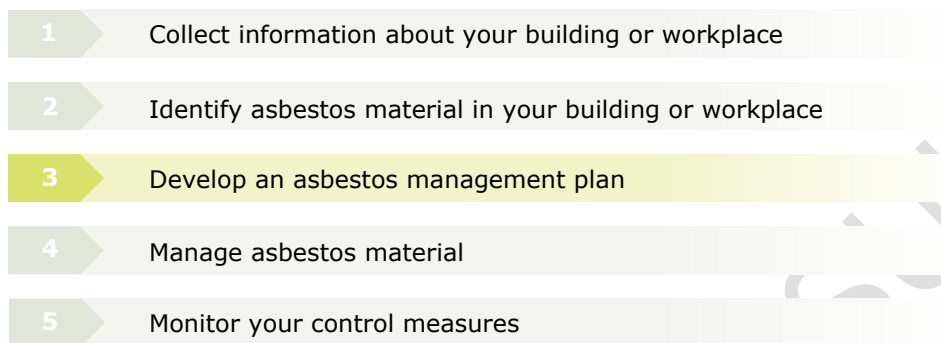 1 Collect information about your building or workplace
2 Identify asbestos material in your building or workplace
3 Develop an asbestos management plan
4 Manage asbestos material
5 Monitor your control measures